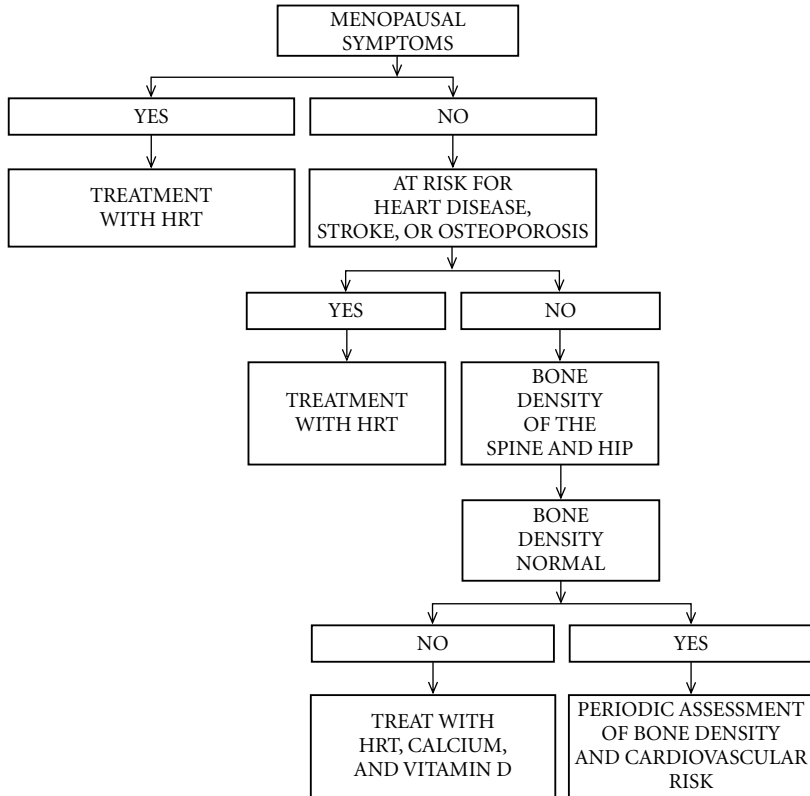 MENOPAUSAL
SYMPTOMS
YES
NO
TREATMENT
WITH HRT
AT RISK FOR
HEART DISEASE,
STROKE, OR OSTEOPOROSIS
YES
NO
TREATMENT
WITH HRT
BONE
DENSITY
OF THE
SPINE AND HIP
BONE
DENSITY
NORMAL
NO
YES
TREAT WITH
HRT, CALCIUM,
AND VITAMIN D
PERIODIC ASSESSMENT
OF BONE DENSITY
AND CARDIOVASCULAR
RISK